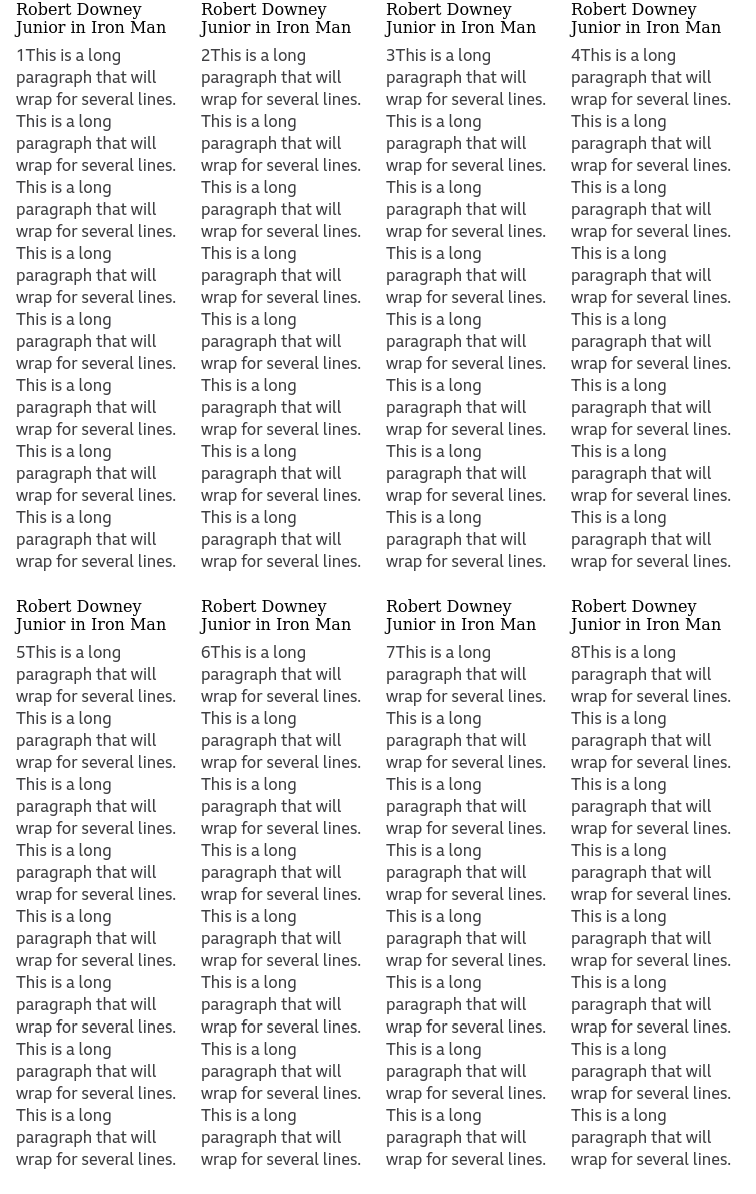 Robert Downey
Junior in Iron Man
1This is a long
paragraph that will
wrap for several lines.
This is a long
paragraph that will
wrap for several lines.
This is a long
paragraph that will
wrap for several lines.
This is a long
paragraph that will
wrap for several lines.
This is a long
paragraph that will
wrap for several lines.
This is a long
paragraph that will
wrap for several lines.
This is a long
paragraph that will
wrap for several lines.
This is a long
paragraph that will
wrap for several lines.
Robert Downey
Junior in Iron Man
2This is a long
paragraph that will
wrap for several lines.
This is a long
paragraph that will
wrap for several lines.
This is a long
paragraph that will
wrap for several lines.
This is a long
paragraph that will
wrap for several lines.
This is a long
paragraph that will
wrap for several lines.
This is a long
paragraph that will
wrap for several lines.
This is a long
paragraph that will
wrap for several lines.
This is a long
paragraph that will
wrap for several lines.
Robert Downey
Junior in Iron Man
3This is a long
paragraph that will
wrap for several lines.
This is a long
paragraph that will
wrap for several lines.
This is a long
paragraph that will
wrap for several lines.
This is a long
paragraph that will
wrap for several lines.
This is a long
paragraph that will
wrap for several lines.
This is a long
paragraph that will
wrap for several lines.
This is a long
paragraph that will
wrap for several lines.
This is a long
paragraph that will
wrap for several lines.
Robert Downey
Junior in Iron Man
4This is a long
paragraph that will
wrap for several lines.
This is a long
paragraph that will
wrap for several lines.
This is a long
paragraph that will
wrap for several lines.
This is a long
paragraph that will
wrap for several lines.
This is a long
paragraph that will
wrap for several lines.
This is a long
paragraph that will
wrap for several lines.
This is a long
paragraph that will
wrap for several lines.
This is a long
paragraph that will
wrap for several lines.
Robert Downey
Junior in Iron Man
5This is a long
paragraph that will
wrap for several lines.
This is a long
paragraph that will
wrap for several lines.
This is a long
paragraph that will
wrap for several lines.
This is a long
paragraph that will
wrap for several lines.
This is a long
paragraph that will
wrap for several lines.
This is a long
paragraph that will
wrap for several lines.
This is a long
paragraph that will
wrap for several lines.
This is a long
paragraph that will
wrap for several lines.
Robert Downey
Junior in Iron Man
6This is a long
paragraph that will
wrap for several lines.
This is a long
paragraph that will
wrap for several lines.
This is a long
paragraph that will
wrap for several lines.
This is a long
paragraph that will
wrap for several lines.
This is a long
paragraph that will
wrap for several lines.
This is a long
paragraph that will
wrap for several lines.
This is a long
paragraph that will
wrap for several lines.
This is a long
paragraph that will
wrap for several lines.
Robert Downey
Junior in Iron Man
7This is a long
paragraph that will
wrap for several lines.
This is a long
paragraph that will
wrap for several lines.
This is a long
paragraph that will
wrap for several lines.
This is a long
paragraph that will
wrap for several lines.
This is a long
paragraph that will
wrap for several lines.
This is a long
paragraph that will
wrap for several lines.
This is a long
paragraph that will
wrap for several lines.
This is a long
paragraph that will
wrap for several lines.
Robert Downey
Junior in Iron Man
8This is a long
paragraph that will
wrap for several lines.
This is a long
paragraph that will
wrap for several lines.
This is a long
paragraph that will
wrap for several lines.
This is a long
paragraph that will
wrap for several lines.
This is a long
paragraph that will
wrap for several lines.
This is a long
paragraph that will
wrap for several lines.
This is a long
paragraph that will
wrap for several lines.
This is a long
paragraph that will
wrap for several lines.